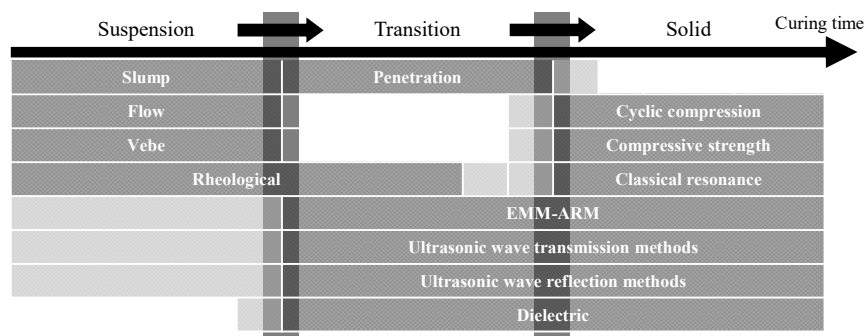 Suspension Transition Solid Curing time
Slump Penetration
Flow Cyclic compression
Vebe Compressive strength
Rheological Classical resonance
EMM-ARM
Ultrasonic wave transmission methods
Ultrasonic wave reflection methods
Dielectric